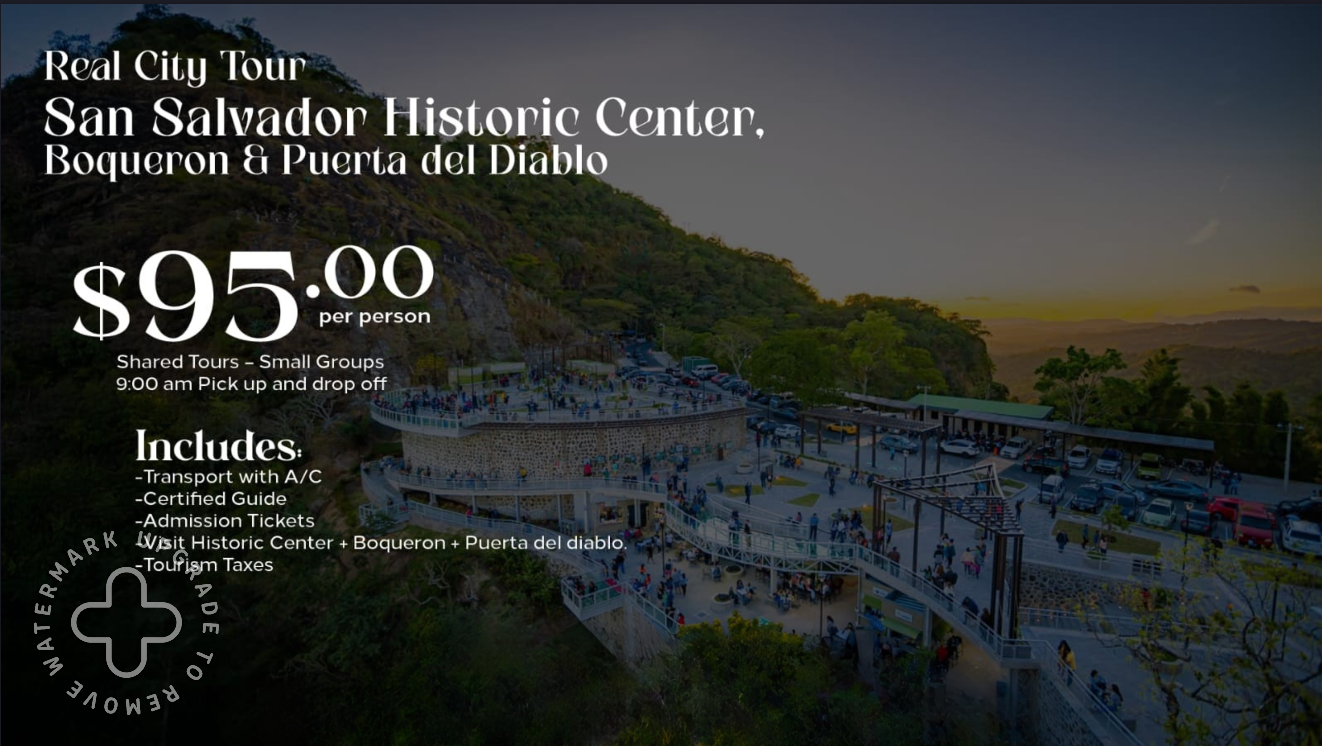 Real City Tour
San Salvador Historic Center,
Boqueron & Puerta del Diablo
$95.00
per person
Shared Tours – Small Groups
9:00 am Pick up and drop off
Includes:
-Transport with A/C
-Certified Guide
-Admission Tickets
-Visit Historic Center + Boqueron + Puerta del diablo.
-Tourism Taxes
WATERMARK UPGRADE TO REMOVE